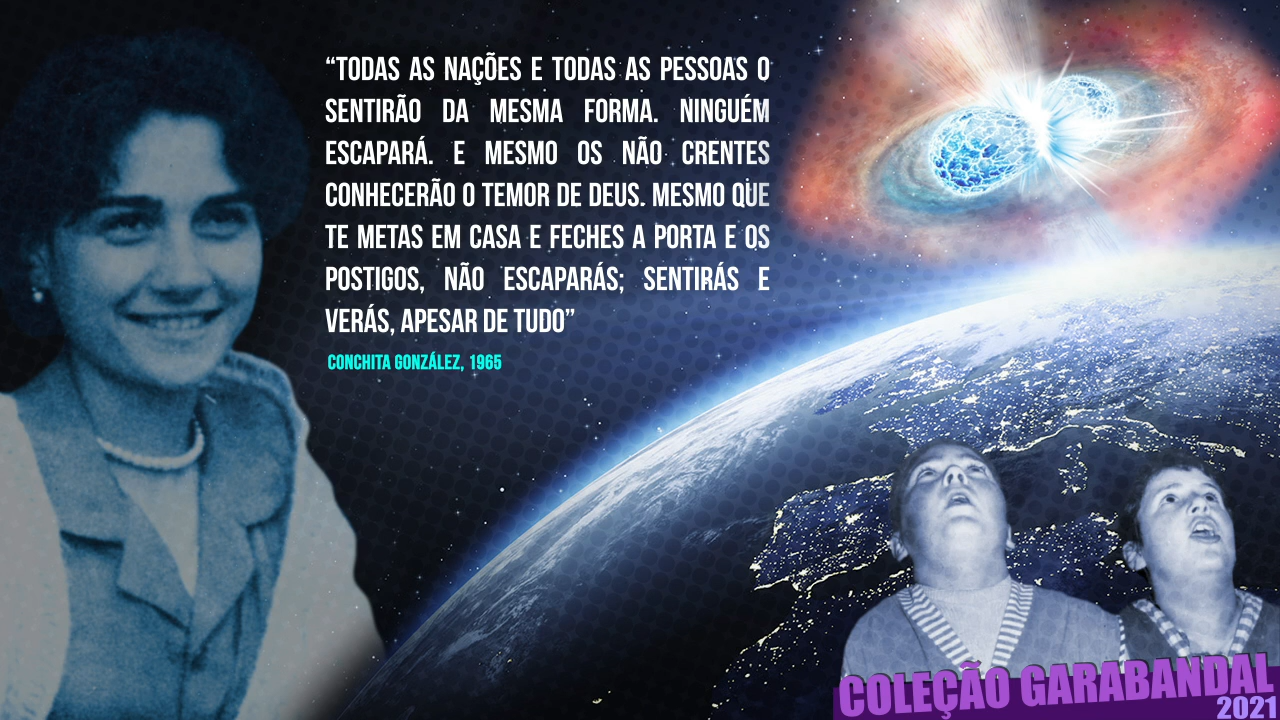 “TODAS AS NAÇÕES E TODAS AS PESSOAS O
SENTIRÃO DA MESMA FORMA. NINGUÉM
ESCAPARÁ. E MESMO OS NÃO CRENTES
CONHECERÃO O TEMOR DE DEUS. MESMO QUE
TE METAS EM CASA E FECHES A PORTA E OS
POSTIGOS, NÃO ESCAPARÁS; SENTIRÁS E
VERÁS, APESAR DE TUDO”
CONCHITA GONZÁLEZ, 1965
COLEÇÃO GARABANDAL
2021